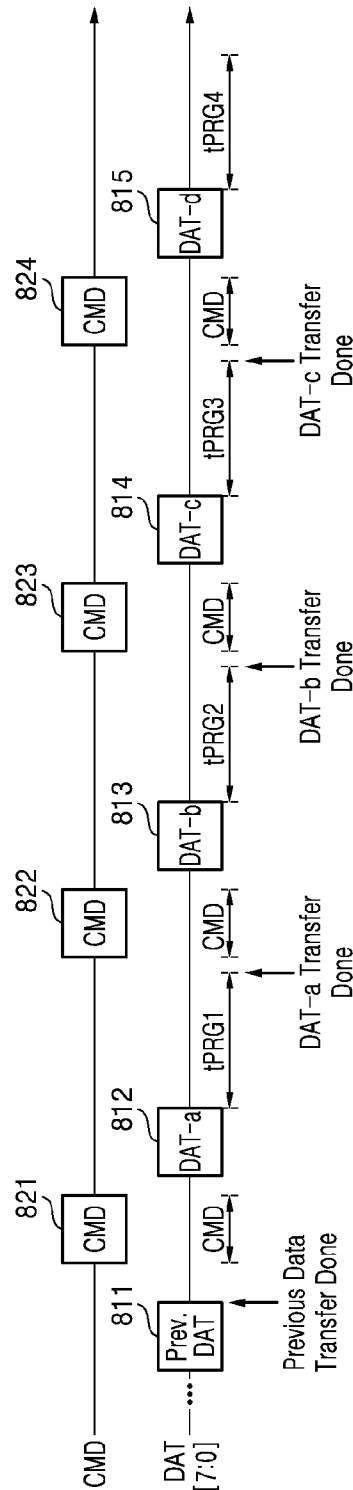 821
822
823
824
CMD
CMD
CMD
CMD
CMD
811
812
813
814
815
DAT
[7:0]
Prev.
DAT
DAT-a
DAT-b
DAT-c
DAT-d
CMD
tPRG1
CMD
tPRG2
CMD
tPRG3
CMD
tPRG4
Previous Data
Transfer Done
DAT-a Transfer
Done
DAT-b Transfer
Done
DAT-c Transfer
Done